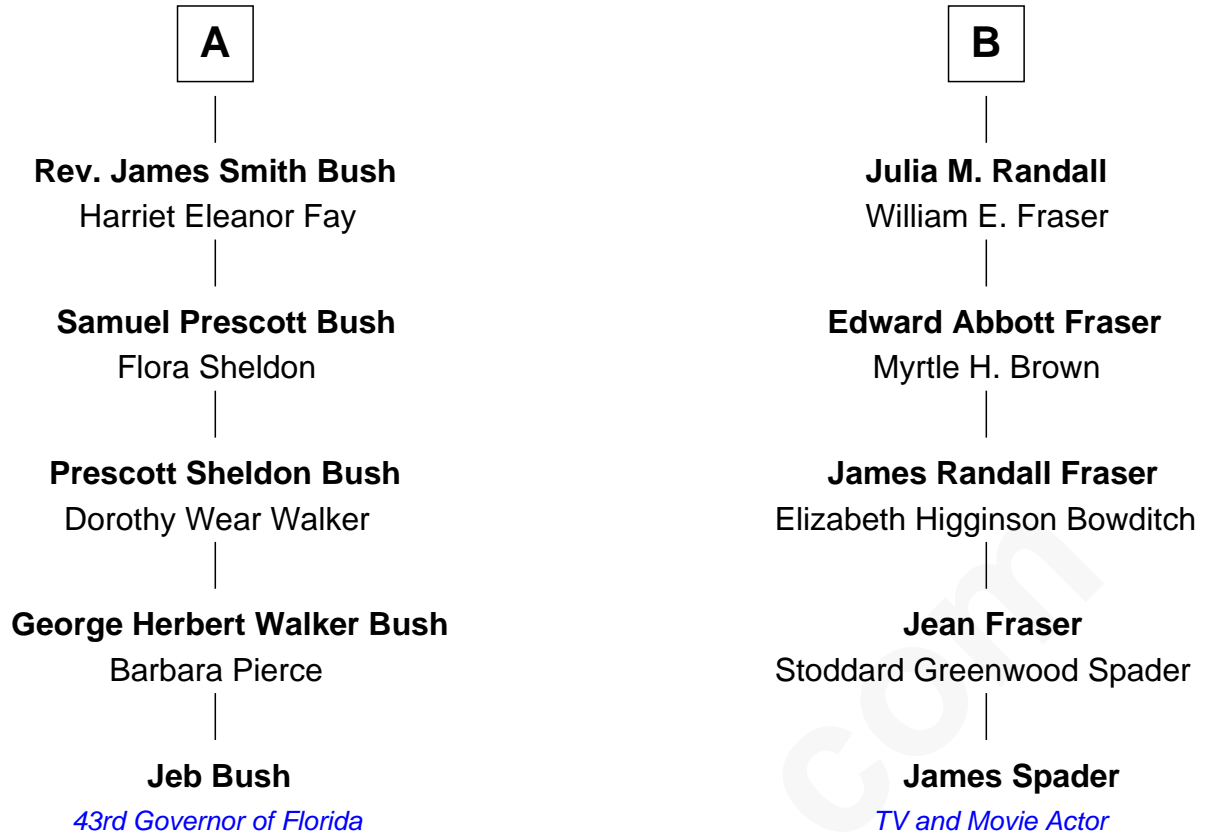 A
Rev. James Smith Bush
Harriet Eleanor Fay
Samuel Prescott Bush
Flora Sheldon
Prescott Sheldon Bush
Dorothy Wear Walker
George Herbert Walker Bush
Barbara Pierce
Jeb Bush
43rd Governor of Florida
B
Julia M. Randall
William E. Fraser
Edward Abbott Fraser
Myrtle H. Brown
James Randall Fraser
Elizabeth Higginson Bowditch
Jean Fraser
Stoddard Greenwood Spader
James Spader
TV and Movie Actor
com